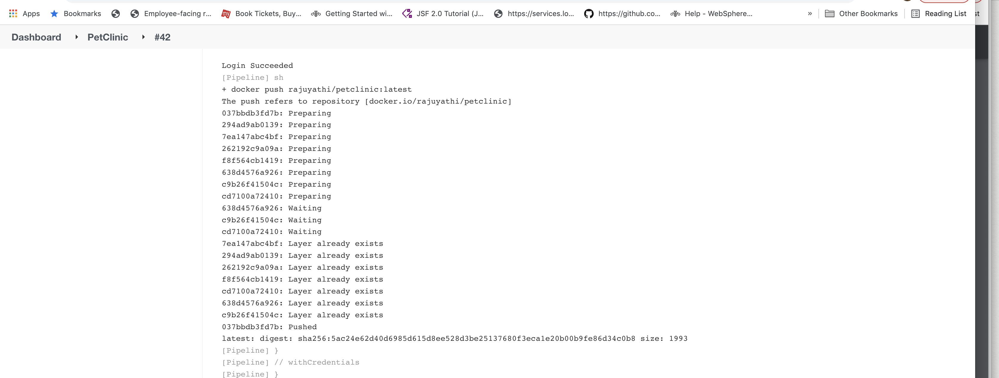 Apps Bookmarks Employee-facing r... Book Tickets, Buy... Getting Started wi... JSF 2.0 Tutorial (J... https://services.lo... https://github.co... Help - WebSphere... » Other Bookmarks Reading List st
Dashboard PetClinic #42
Login Succeeded
[Pipeline] sh
+ docker push rajuyathi/petclinic:latest
The push refers to repository [docker.io/rajuyathi/petclinic]
037bbdb3fd7b: Preparing
294ad9ab0139: Preparing
7ea147abc4bf: Preparing
262192c9a09a: Preparing
f8f564cb1419: Preparing
638d4576a926: Preparing
c9b26f41504c: Preparing
cd7100a72410: Preparing
638d4576a926: Waiting
c9b26f41504c: Waiting
cd7100a72410: Waiting
7ea147abc4bf: Layer already exists
294ad9ab0139: Layer already exists
262192c9a09a: Layer already exists
f8f564cb1419: Layer already exists
cd7100a72410: Layer already exists
638d4576a926: Layer already exists
c9b26f41504c: Layer already exists
037bbdb3fd7b: Pushed
latest: digest: sha256:5ac24e62d40d6985d615d8ee528d3be25137680f3eca1e20b00b9fe86d34c0b8 size: 1993
[Pipeline] }
[Pipeline] // withCredentials
[Pipeline] }